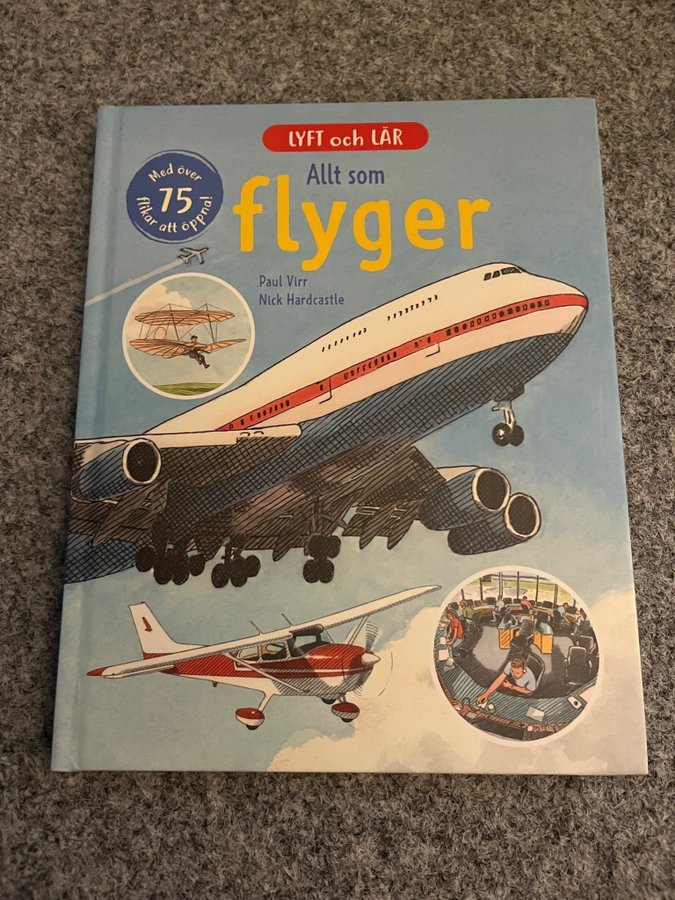 LYFT och LÄR
Med över
75
flikar att öppna!
Allt som
flyger
Paul Virr
Nick Hardcastle